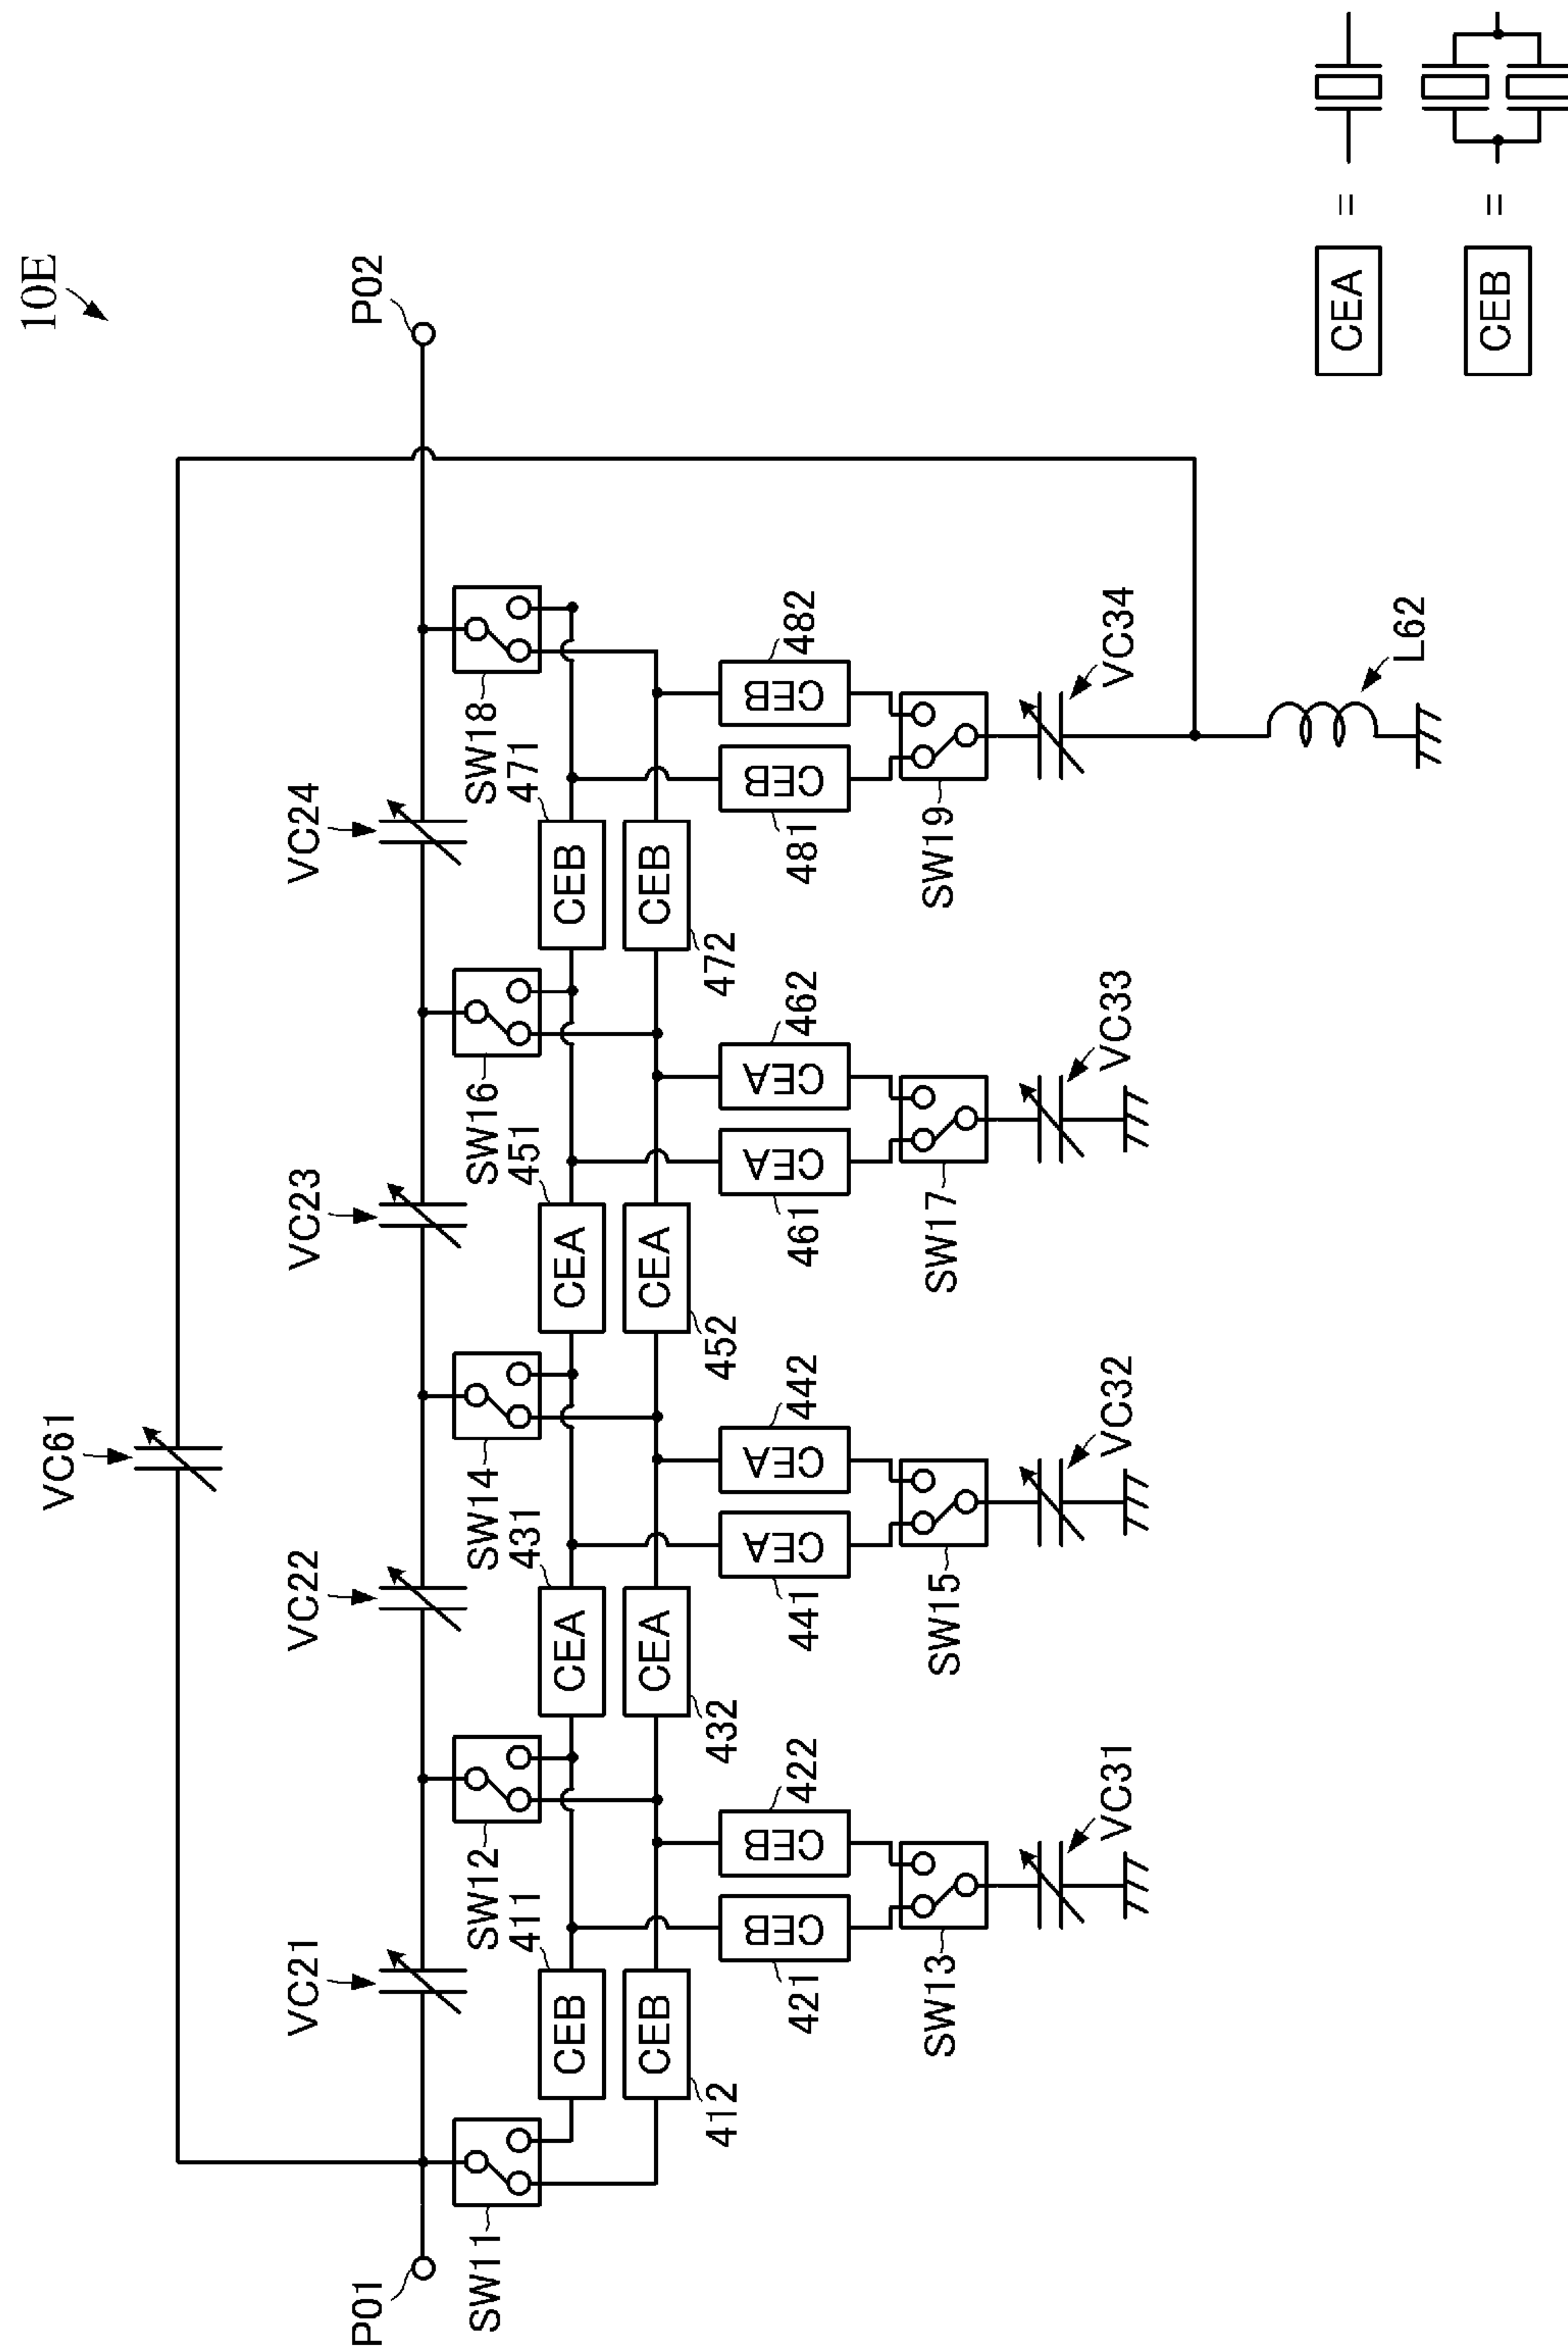 10E
VC61
VC21
VC22
VC23
VC24
P01
P02
SW11
SW12
SW14
SW16
SW18
411
431
451
471
CEB
CEA
CEA
CEB
CEB
CEA
CEA
CEB
412
432
452
472
CEB
CEB
CEA
CEA
CEA
CEA
CEB
CEB
421
422
441
442
461
462
481
482
SW13
SW15
SW17
SW19
VC31
VC32
VC33
VC34
L62
CEA
=
CEB
=